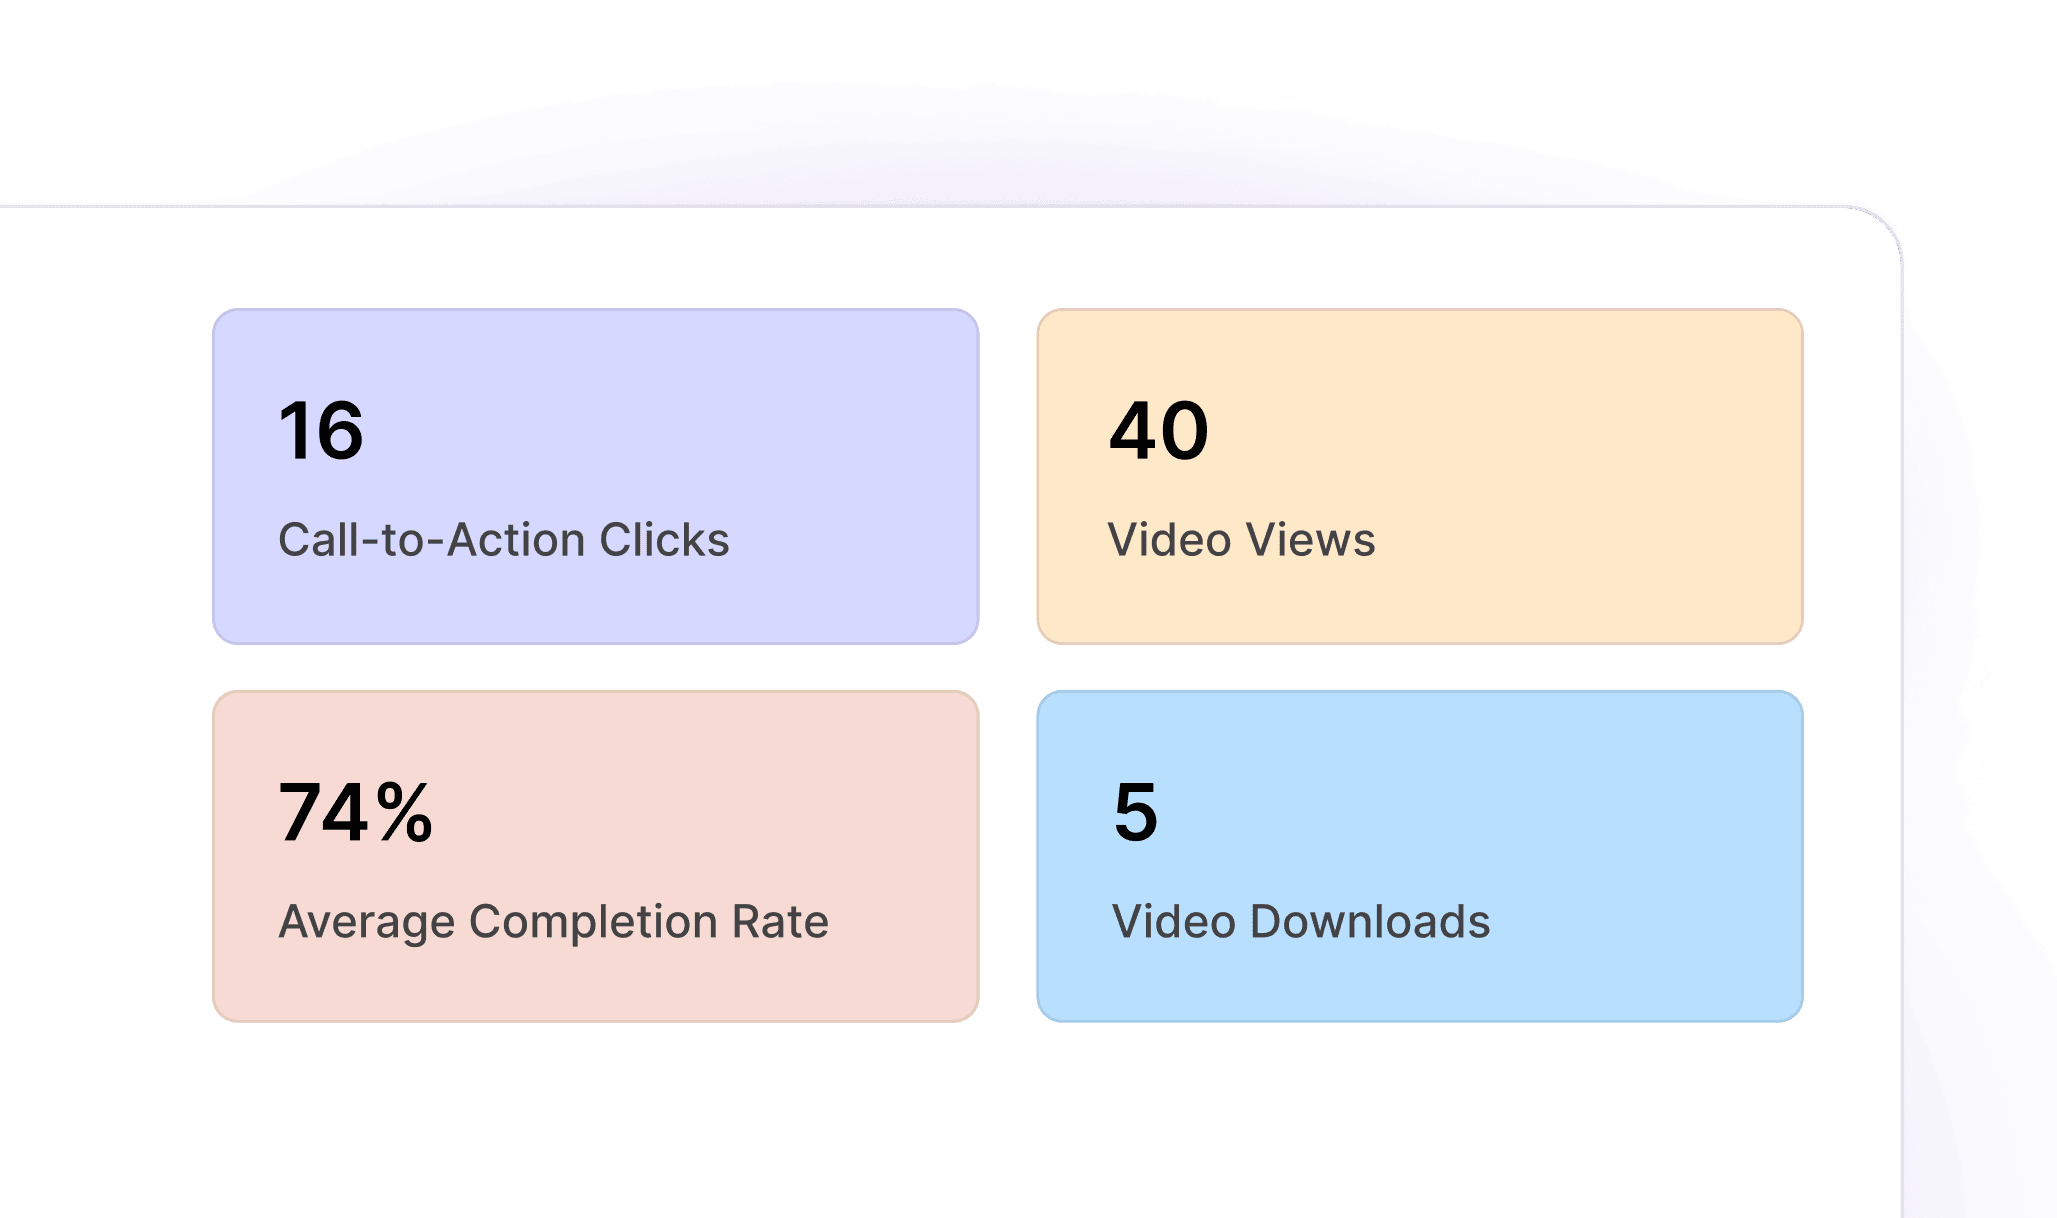 16
Call-to-Action Clicks
40
Video Views
74%
Average Completion Rate
5
Video Downloads